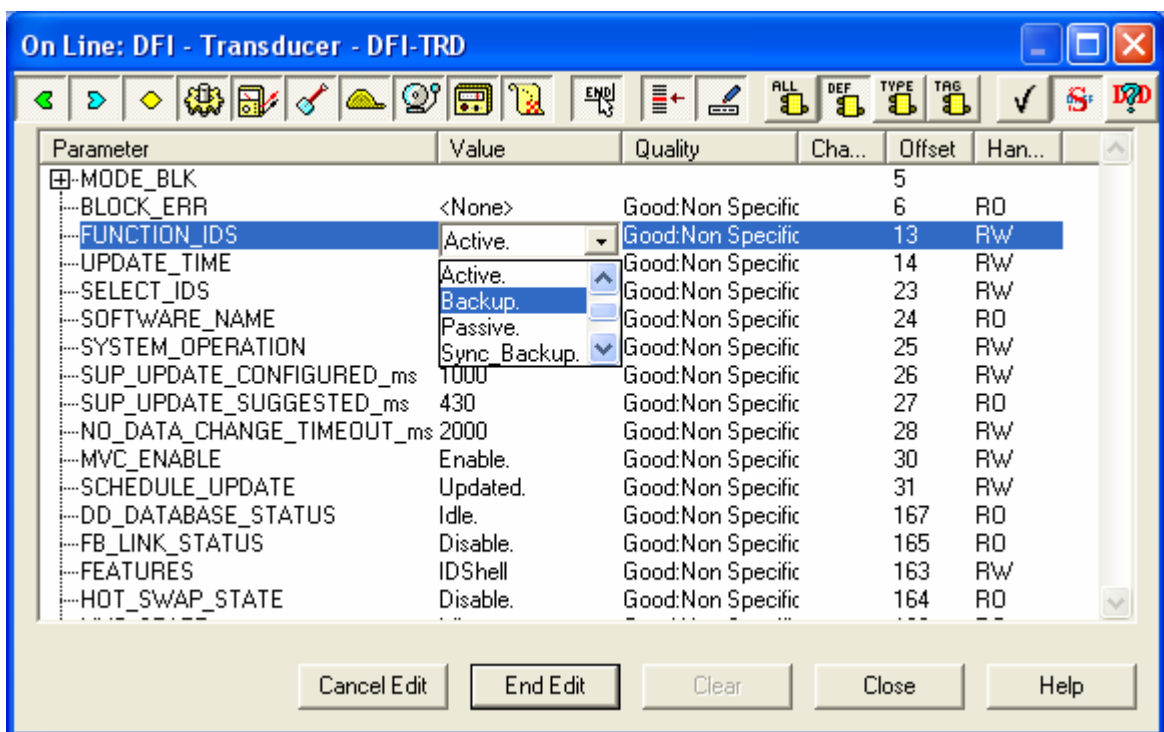 On Line: DFI - Transducer - DFI-TRD
END ALL DEF TYPE TAG
Parameter Value Quality Cha... Offset Han...
MODE_BLK 5
BLOCK_ERR <None> Good:Non Specific 6 RO
FUNCTION_IDS Active. Good:Non Specific 13 RW
UPDATE_TIME Active. Good:Non Specific 14 RW
SELECT_IDS Backup. Good:Non Specific 23 RW
SOFTWARE_NAME Passive. Good:Non Specific 24 RO
SYSTEM_OPERATION Sync_Backup. Good:Non Specific 25 RW
SUP_UPDATE_CONFIGURED_ms 1000 Good:Non Specific 26 RW
SUP_UPDATE_SUGGESTED_ms 430 Good:Non Specific 27 RO
NO_DATA_CHANGE_TIMEOUT_ms 2000 Good:Non Specific 28 RW
MVC_ENABLE Enable. Good:Non Specific 30 RW
SCHEDULE_UPDATE Updated. Good:Non Specific 31 RW
DD_DATABASE_STATUS Idle. Good:Non Specific 167 RO
FB_LINK_STATUS Disable. Good:Non Specific 165 RO
FEATURES IDShell Good:Non Specific 163 RW
HOT_SWAP_STATE Disable. Good:Non Specific 164 RO
Cancel Edit End Edit Clear Close Help